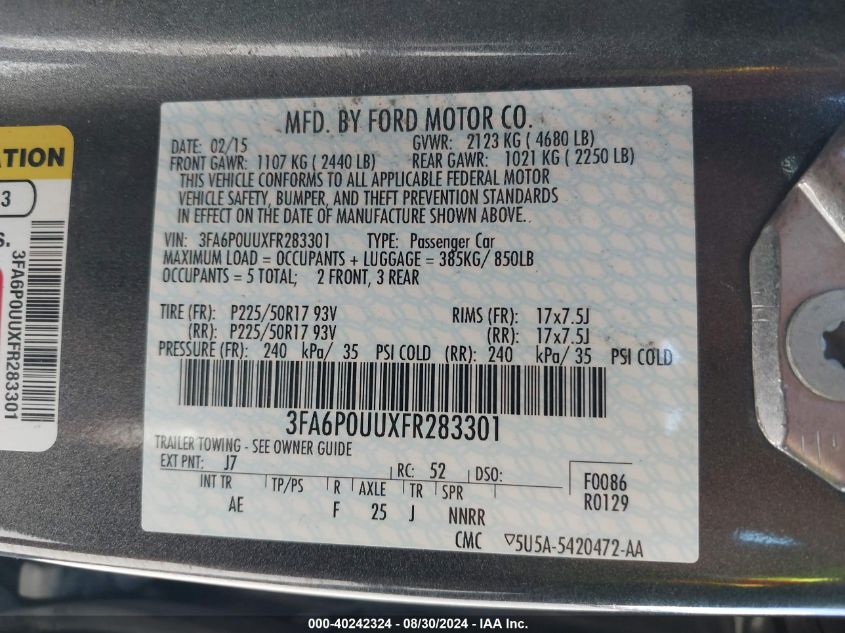 MFD. BY FORD MOTOR CO.
DATE: 02/15 GVWR: 2123 KG ( 4680 LB)
FRONT GAWR: 1107 KG ( 2440 LB) REAR GAWR: 1021 KG ( 2250 LB)
THIS VEHICLE CONFORMS TO ALL APPLICABLE FEDERAL MOTOR
VEHICLE SAFETY, BUMPER, AND THEFT PREVENTION STANDARDS
IN EFFECT ON THE DATE OF MANUFACTURE SHOWN ABOVE.
VIN: 3FA6P0UUXFR283301 TYPE: Passenger Car
MAXIMUM LOAD = OCCUPANTS + LUGGAGE = 385KG/ 850LB
OCCUPANTS = 5 TOTAL; 2 FRONT, 3 REAR
TIRE (FR): P225/50R17 93V RIMS (FR): 17x7.5J
(RR): P225/50R17 93V (RR): 17x7.5J
PRESSURE (FR): 240 kPa/ 35 PSI COLD (RR): 240 kPa/ 35 PSI COLD
3FA6P0UUXFR283301
TRAILER TOWING - SEE OWNER GUIDE
EXT PNT: J7 RC: 52 DSO: F0086
INT TR TP/PS R AXLE TR SPR R0129
AE F 25 J NNRR
CMC ▽5U5A-5420472-AA
ATION
3
S.
3FA6P0UUXFR283301
000-40242324 - 08/30/2024 - IAA Inc.